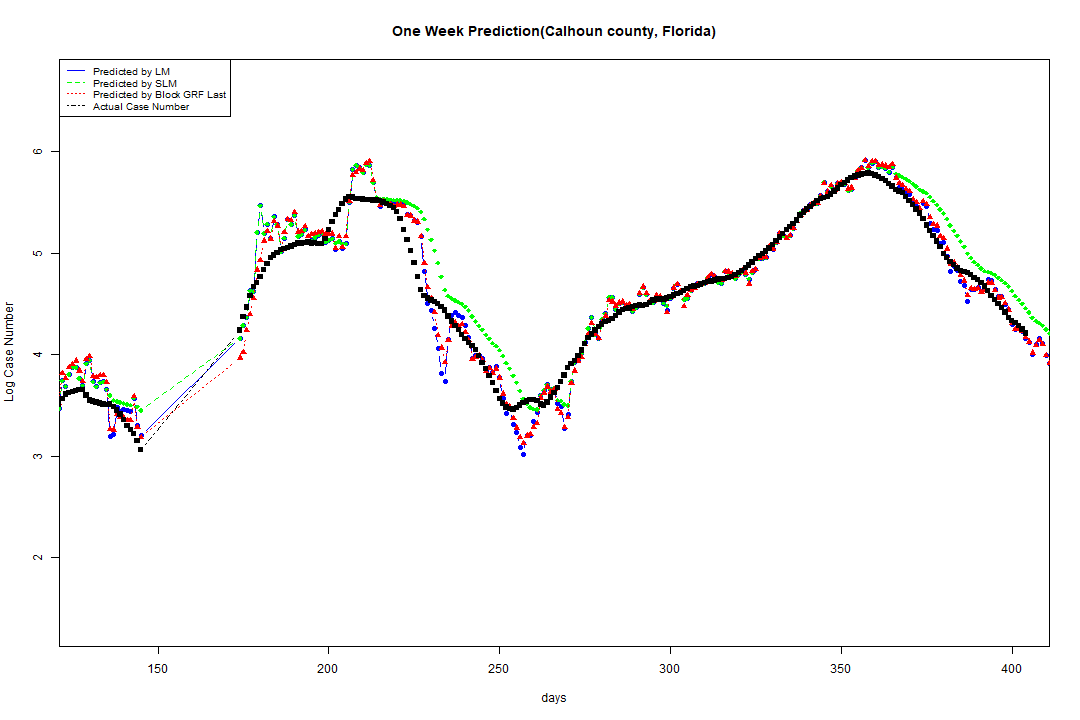 One Week Prediction(Calhoun county, Florida)
Predicted by LM
Predicted by SLM
Predicted by Block GRF Last
Actual Case Number
Log Case Number
6
5
4
3
2
150 200 250 300 350 400
days